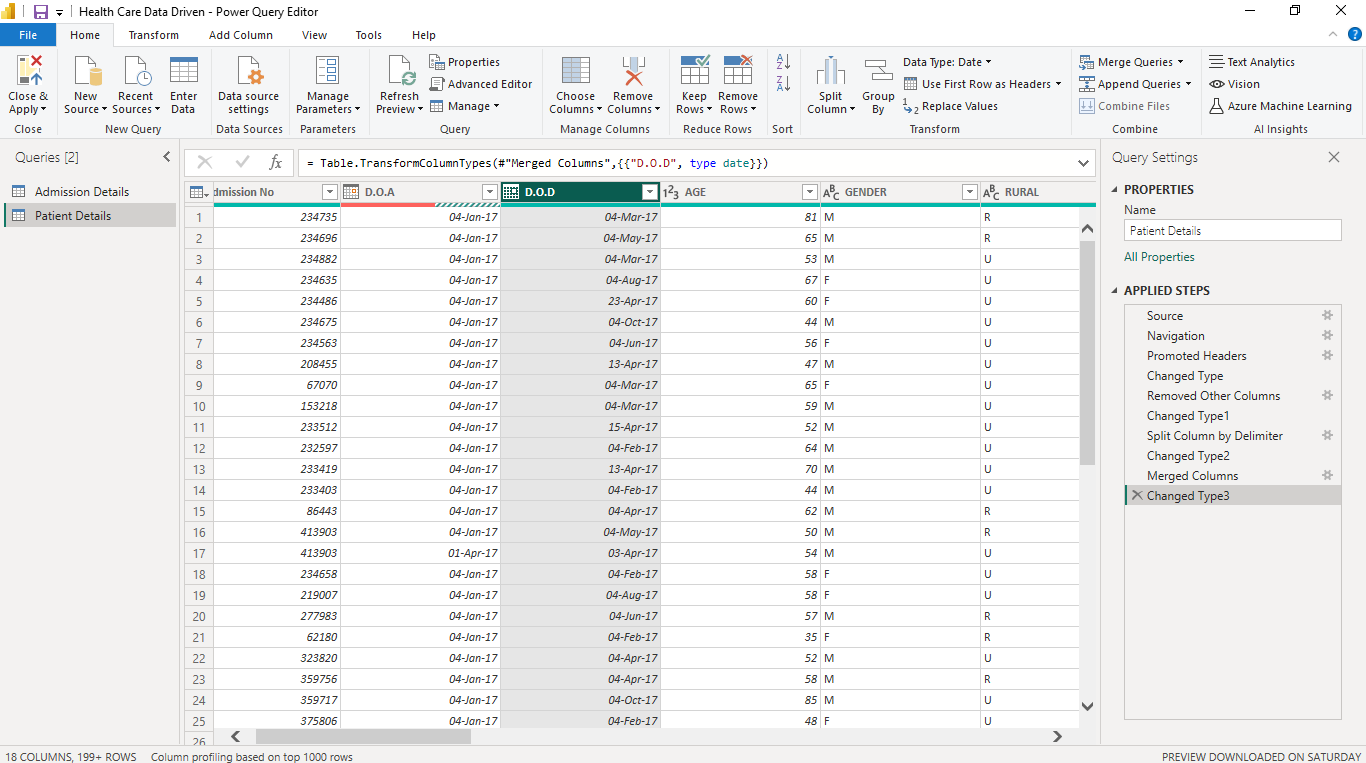 Health Care Data Driven - Power Query Editor
File Home Transform Add Column View Tools Help
Close & Apply
New Source
Recent Sources
Enter Data
Data source settings
Manage Parameters
Refresh Preview
Properties
Advanced Editor
Manage
Choose Columns
Remove Columns
Keep Rows
Remove Rows
Split Column
Group By
Data Type: Date
Use First Row as Headers
Replace Values
Merge Queries
Append Queries
Combine Files
Text Analytics
Vision
Azure Machine Learning
Close New Query Data Sources Parameters Query Manage Columns Reduce Rows Sort Transform Combine AI Insights
Queries [2]
Admission Details
Patient Details
= Table.TransformColumnTypes(#"Merged Columns",{{"D.O.D", type date}})
dmission No D.O.A D.O.D AGE GENDER RURAL
1 234735 04-Jan-17 04-Mar-17 81 M R
2 234696 04-Jan-17 04-May-17 65 M R
3 234882 04-Jan-17 04-Mar-17 53 M U
4 234635 04-Jan-17 04-Aug-17 67 F U
5 234486 04-Jan-17 23-Apr-17 60 F U
6 234675 04-Jan-17 04-Oct-17 44 M U
7 234563 04-Jan-17 04-Jun-17 56 F U
8 208455 04-Jan-17 13-Apr-17 47 M U
9 67070 04-Jan-17 04-Mar-17 65 F U
10 153218 04-Jan-17 04-Mar-17 59 M U
11 233512 04-Jan-17 15-Apr-17 52 M U
12 232597 04-Jan-17 04-Feb-17 64 M U
13 233419 04-Jan-17 13-Apr-17 70 M U
14 233403 04-Jan-17 04-Feb-17 44 M U
15 86443 04-Jan-17 04-Apr-17 62 M R
16 413903 04-Jan-17 04-May-17 50 M R
17 413903 01-Apr-17 03-Apr-17 54 M U
18 234658 04-Jan-17 04-Feb-17 58 F U
19 219007 04-Jan-17 04-Aug-17 58 F U
20 277983 04-Jan-17 04-Jun-17 57 M R
21 62180 04-Jan-17 04-Feb-17 35 F R
22 323820 04-Jan-17 04-Apr-17 52 M U
23 359756 04-Jan-17 04-Apr-17 58 M R
24 359717 04-Jan-17 04-Oct-17 85 M U
25 375806 04-Jan-17 04-Feb-17 48 F U
26
Query Settings
PROPERTIES
Name
Patient Details
All Properties
APPLIED STEPS
Source
Navigation
Promoted Headers
Changed Type
Removed Other Columns
Changed Type1
Split Column by Delimiter
Changed Type2
Merged Columns
Changed Type3
18 COLUMNS, 199+ ROWS Column profiling based on top 1000 rows
PREVIEW DOWNLOADED ON SATURDAY